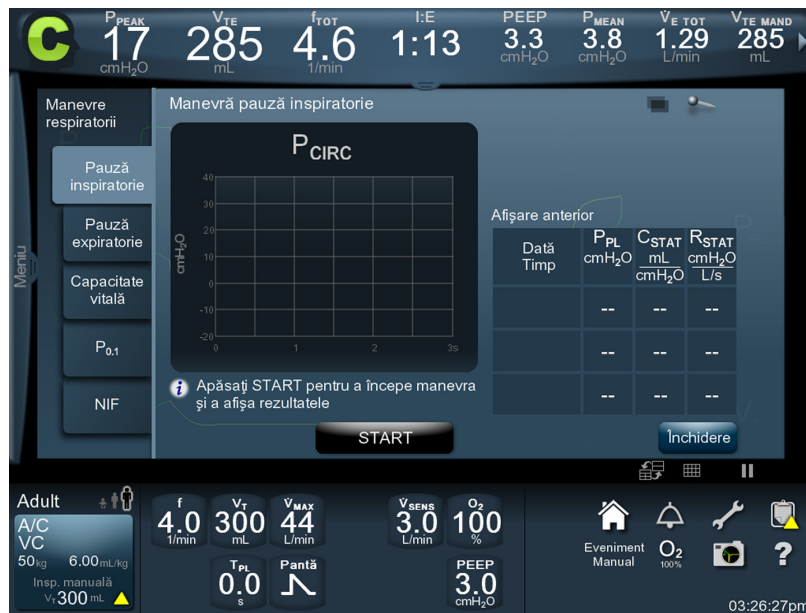 C
PPEAK
17
cmH2O
VTE
285
mL
fTOT
4.6
1/min
I:E
1:13
PEEP
3.3
cmH2O
PMEAN
3.8
cmH2O
V̇E TOT
1.29
L/min
VTE MAND
285
mL
Meniu
Manevre
respiratorii
Pauză
inspiratorie
Pauză
expiratorie
Capacitate
vitală
P0.1
NIF
Manevră pauză inspiratorie
PCIRC
cmH2O
40
30
20
10
0
-10
-20
0 1 2 3s
Apăsaţi START pentru a începe manevra
şi a afişa rezultatele
START
Afişare anterior
Dată
Timp
PPL
cmH2O
CSTAT
mL
cmH2O
RSTAT
cmH2O
L/s
-- -- --
-- -- --
-- -- --
Închidere
Adult
A/C
VC
50kg 6.00mL/kg
Insp. manuală
VT 300 mL
f
4.0
1/min
VT
300
mL
V̇MAX
44
L/min
V̇SENS
3.0
L/min
O2
100
%
TPL
0.0
s
Pantă
PEEP
3.0
cmH2O
Eveniment
Manual
O2
100%
?
03:26:27pm